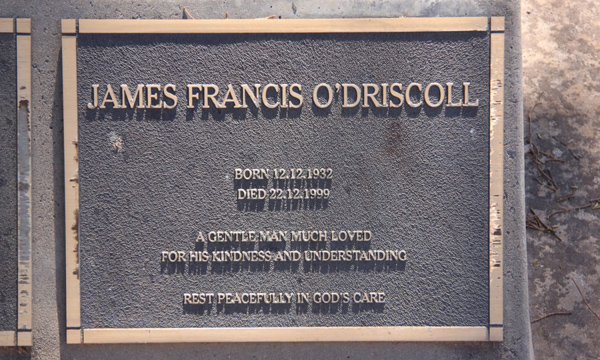 JAMES FRANCIS O'DRISCOLL
BORN 12.12.1932
DIED 22.12.1999
A GENTLE MAN MUCH LOVED
FOR HIS KINDNESS AND UNDERSTANDING
REST PEACEFULLY IN GOD'S CARE